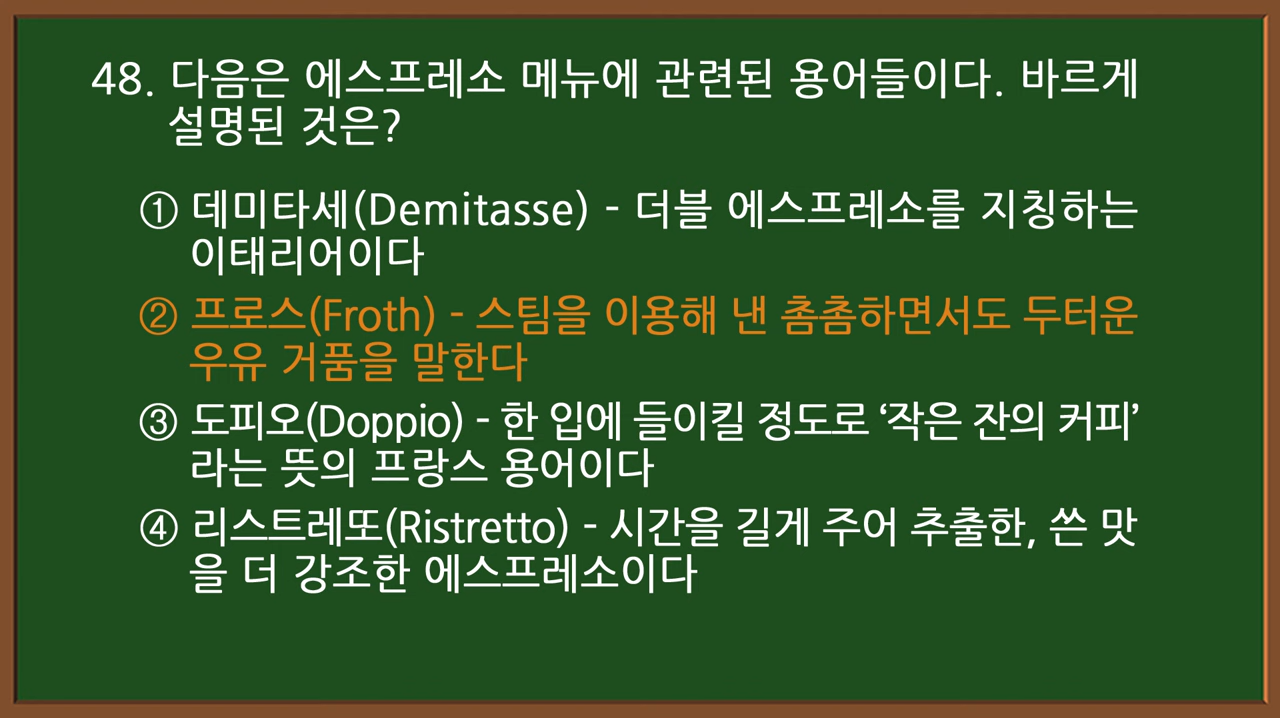 48. 다음은 에스프레소 메뉴에 관련된 용어들이다. 바르게
설명된 것은?
① 데미타세(Demitasse) - 더블 에스프레소를 지칭하는
이태리어이다
② 프로스(Froth) - 스팀을 이용해 낸 촘촘하면서도 두터운
우유 거품을 말한다
③ 도피오(Doppio) - 한 입에 들이킬 정도로 ‘작은 잔의 커피’
라는 뜻의 프랑스 용어이다
④ 리스트레또(Ristretto) - 시간을 길게 주어 추출한, 쓴 맛
을 더 강조한 에스프레소이다